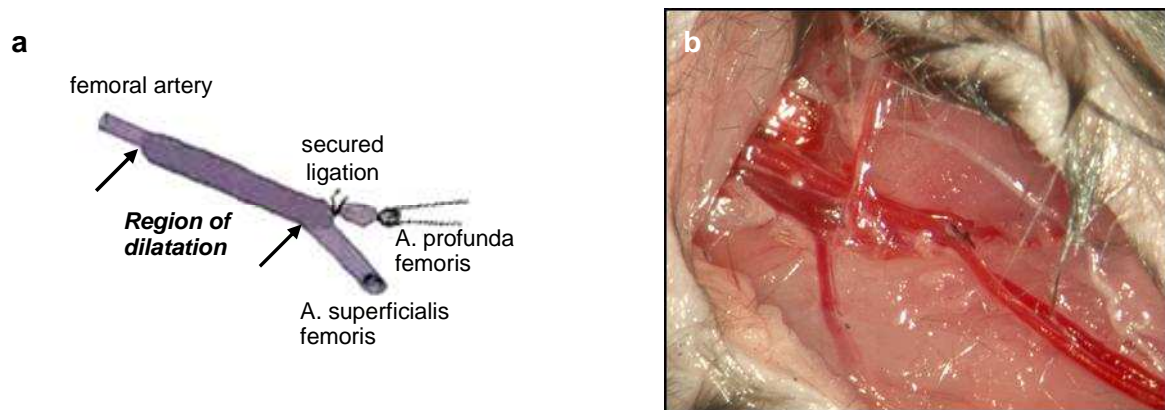 a
femoral artery
secured
ligation
Region of
dilatation
A. profunda
femoris
A. superficialis
femoris
b